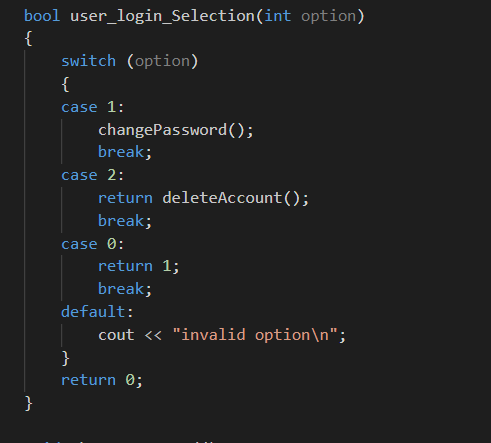 bool user_login_Selection(int option)
{
    switch (option)
    {
    case 1:
        changePassword();
        break;
    case 2:
        return deleteAccount();
        break;
    case 0:
        return 1;
        break;
    default:
        cout << "invalid option\n";
    }
    return 0;
}